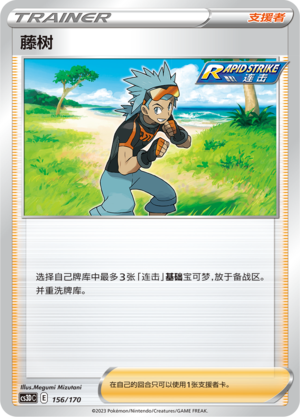 TRAINER
支援者
藤树
RAPID STRIKE
连击
选择自己牌库中最多3张「连击」基础宝可梦，放于备战区。
并重洗牌库。
Illus.Megumi Mizutani
CS3D C E 156/170
在自己的回合只可以使用1张支援者卡。
©2023 Pokémon/Nintendo/Creatures/GAME FREAK.